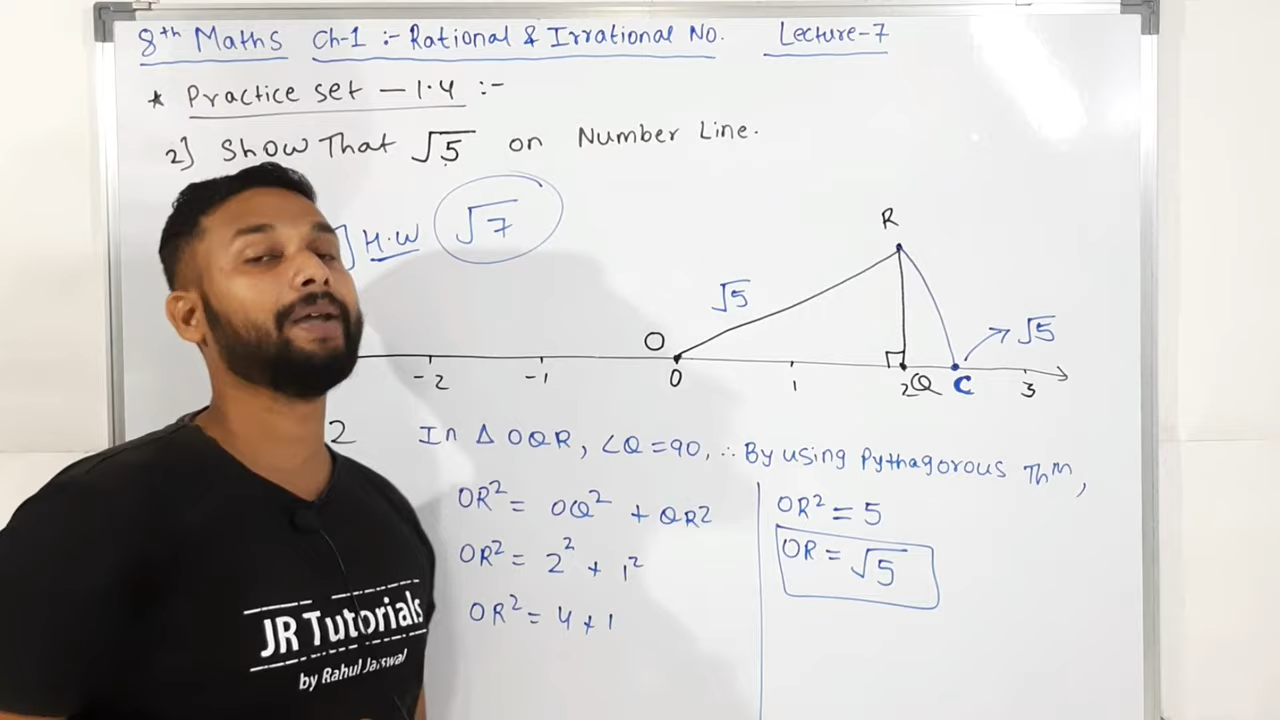 8th Maths Ch-1 :- Rational & Irrational No. Lecture-7
* Practice set - 1.4 :-
2] Show That √5 on Number Line.
] H.W √7
R
√5
O
√5
-2 -1 0 1 2 Q C 3
2 In Δ OQR, ∠Q = 90, ∴ By using Pythagorous Thm,
OR² = OQ² + QR2
OR² = 2² + 1²
OR² = 4 + 1
OR² = 5
OR = √5
JR Tutorials
by Rahul Jaiswal